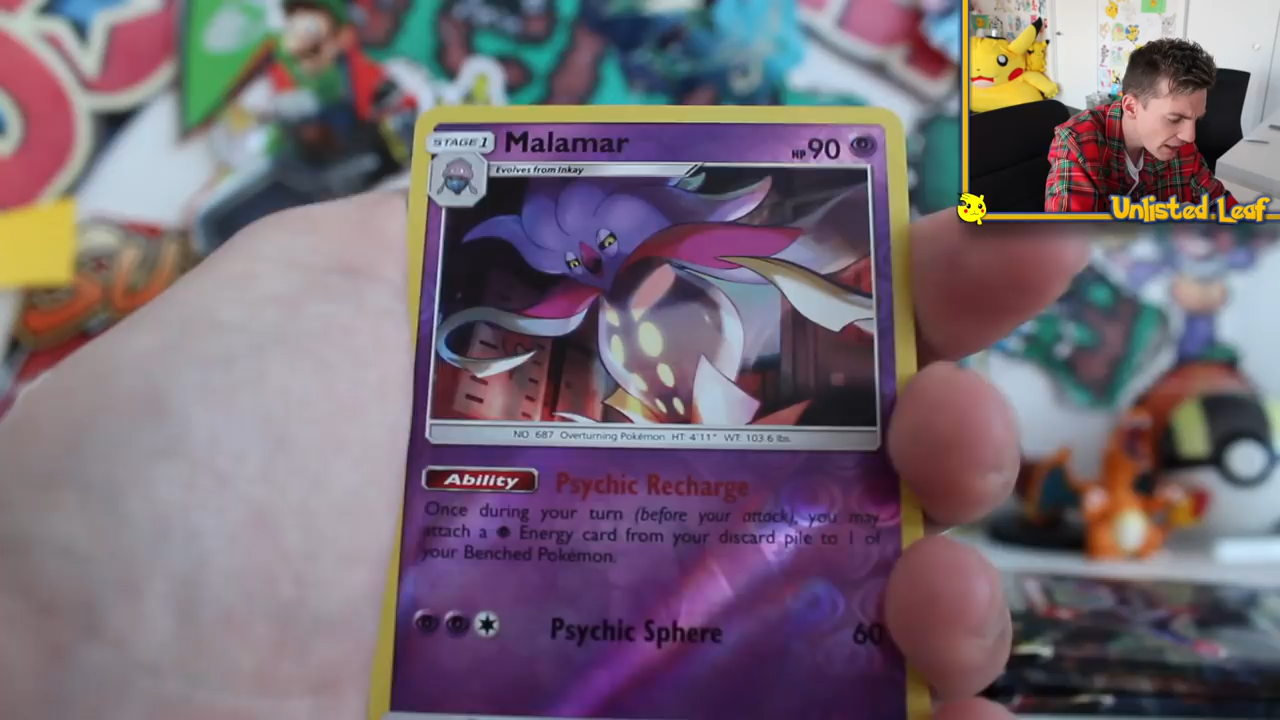 STAGE 1 Malamar HP 90
Evolves from Inkay
NO. 687 Overturning Pokémon HT: 4'11" WT: 103.6 lbs.
Ability Psychic Recharge
Once during your turn (before your attack), you may
attach a Energy card from your discard pile to 1 of
your Benched Pokémon.
Psychic Sphere 60
Unlisted Leaf